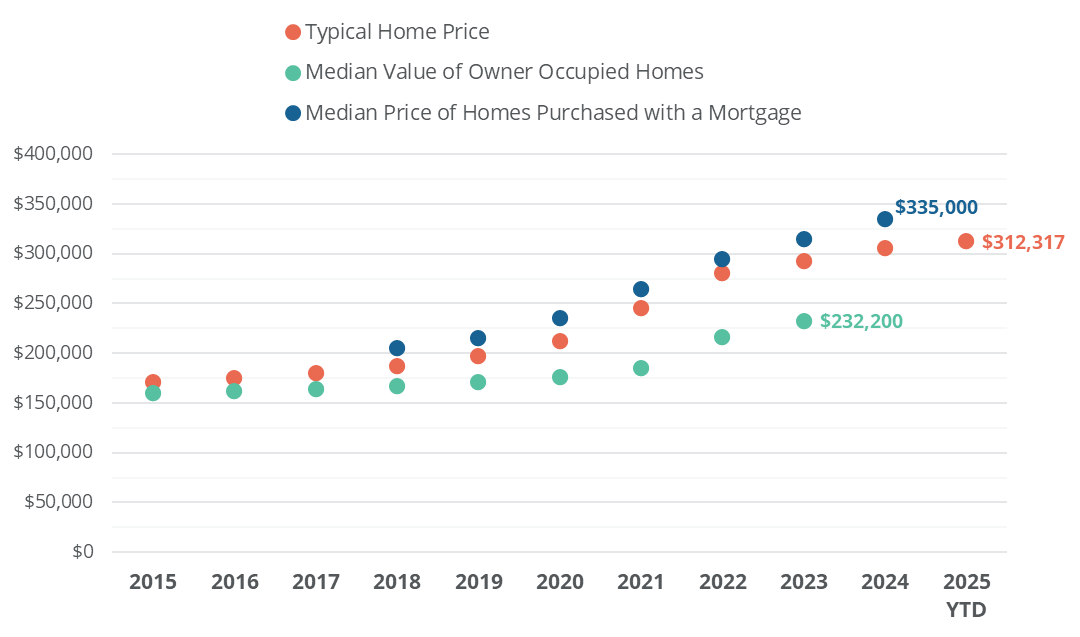 Typical Home Price
Median Value of Owner Occupied Homes
Median Price of Homes Purchased with a Mortgage
$400,000
$350,000
$300,000
$250,000
$200,000
$150,000
$100,000
$50,000
$0
$335,000
$312,317
$232,200
2015 2016 2017 2018 2019 2020 2021 2022 2023 2024 2025
YTD